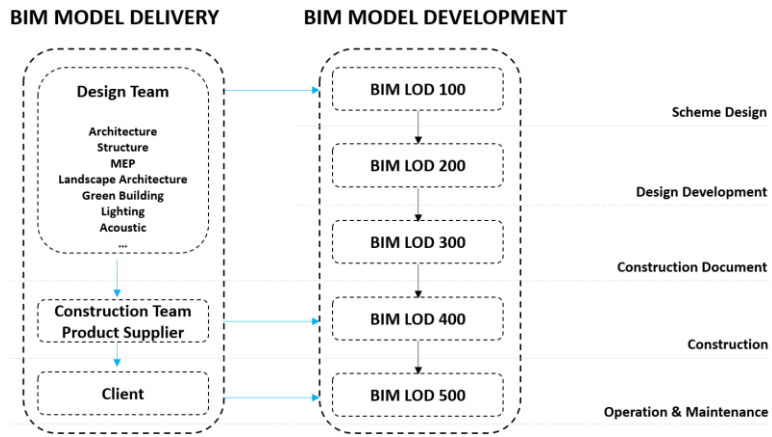 BIM MODEL DELIVERY
BIM MODEL DEVELOPMENT
Design Team
Architecture
Structure
MEP
Landscape Architecture
Green Building
Lighting
Acoustic
...
Construction Team
Product Supplier
Client
BIM LOD 100
BIM LOD 200
BIM LOD 300
BIM LOD 400
BIM LOD 500
Scheme Design
Design Development
Construction Document
Construction
Operation & Maintenance